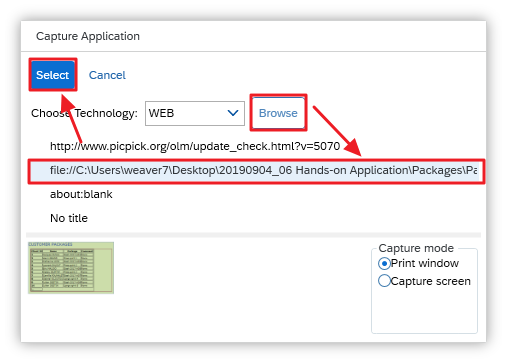 Capture Application
Select Cancel
Choose Technology: WEB Browse
http://www.picpick.org/olm/update_check.html?v=5070
file://C:\Users\weaver7\Desktop\20190904_06 Hands-on Application\Packages\Pa
about:blank
No title
CUSTOMER PACKAGES
Capture mode
Print window
Capture screen